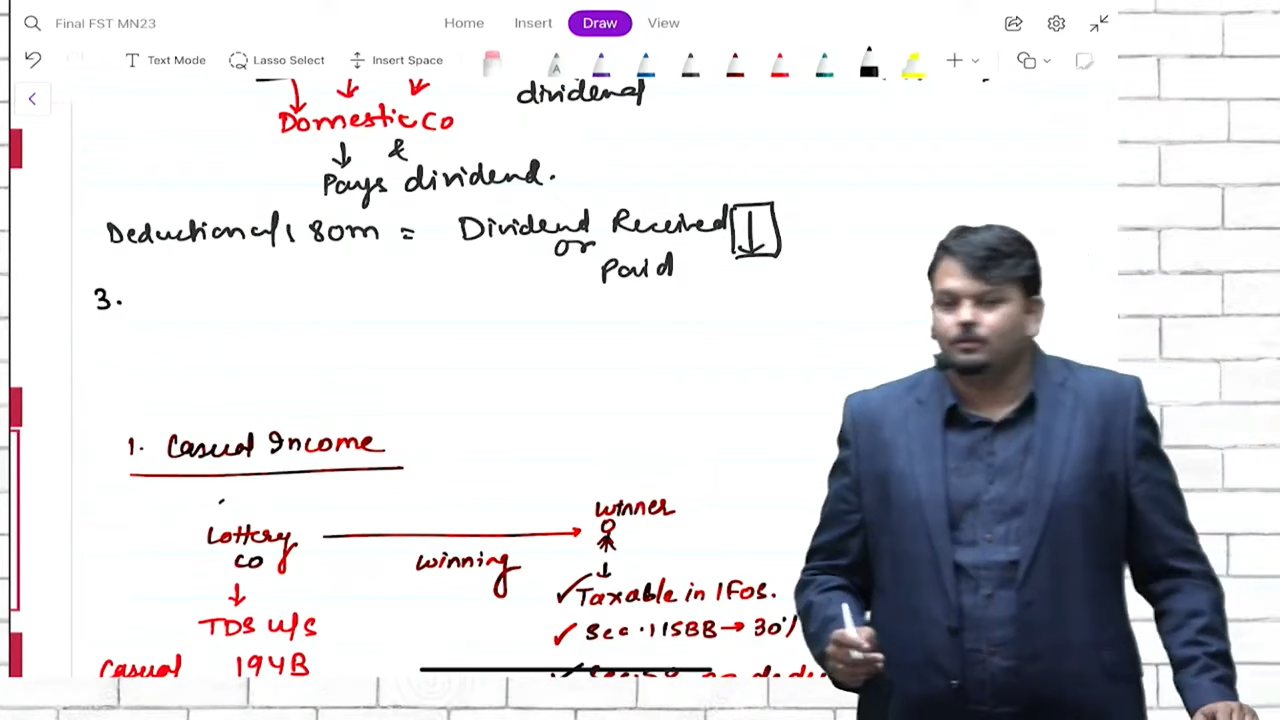 Final FST MN23
Home Insert Draw View
Text Mode Lasso Select Insert Space
dividend
Domestic Co
&
Pays dividend.
Deduction u/s 80m = Dividend Received
or
Paid
3.
1. Casual Income
winner
Lottery
co
winning
Taxable in IFOS.
TDS u/s
Sec. 115BB → 30%
Casual 194B